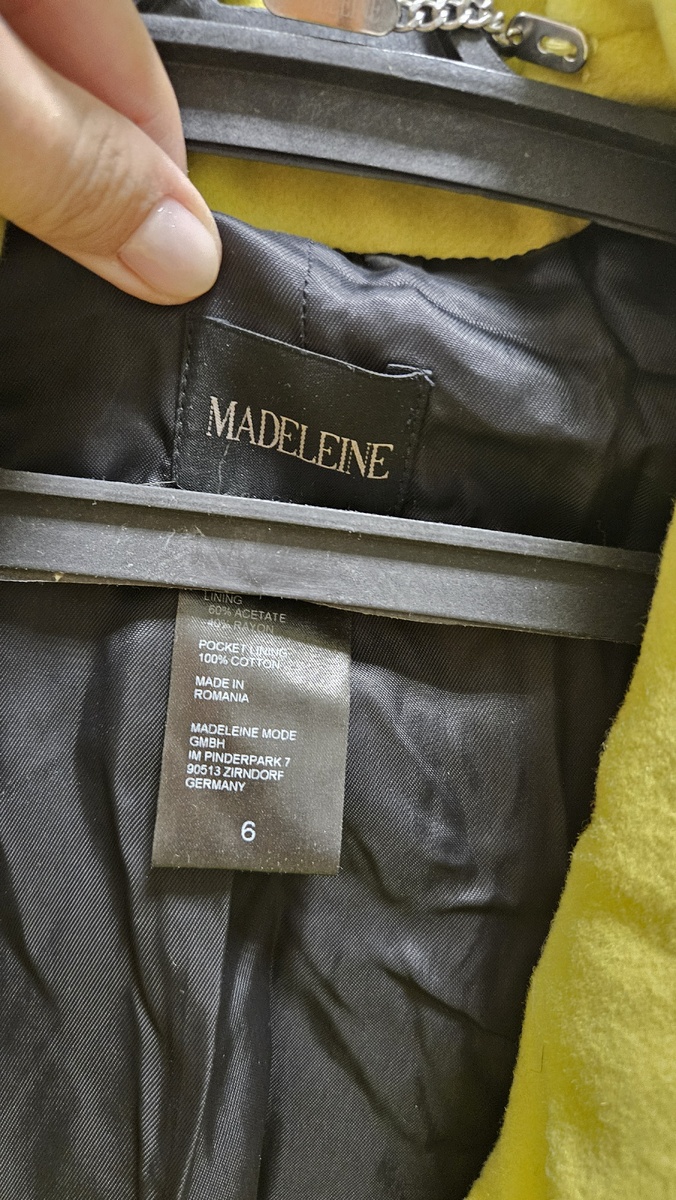 MADELEINE
LINING
60% ACETATE
40% RAYON
POCKET LINING
100% COTTON
MADE IN
ROMANIA
MADELEINE MODE
GMBH
IM PINDERPARK 7
90513 ZIRNDORF
GERMANY
6